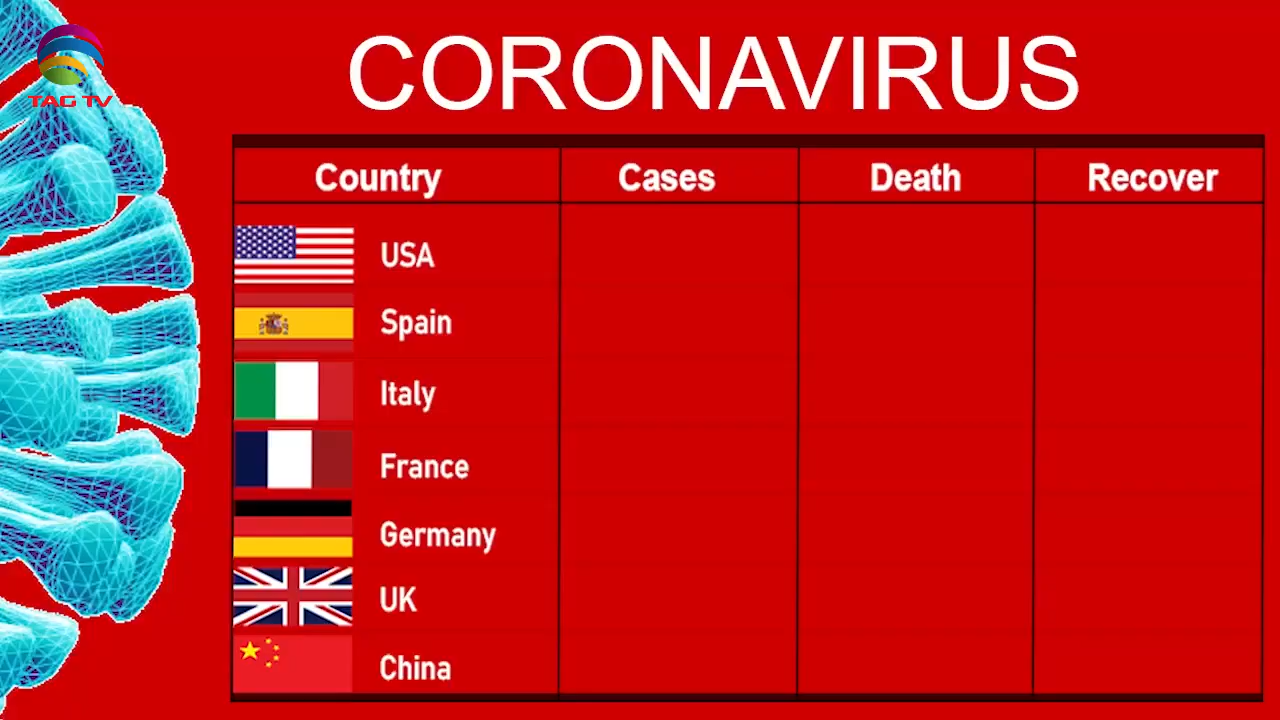 TAG TV
CORONAVIRUS
Country Cases Death Recover
USA
Spain
Italy
France
Germany
UK
China